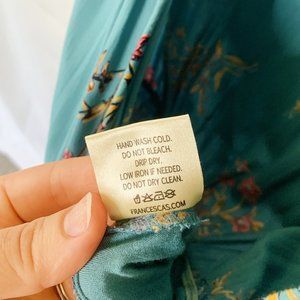 HAND WASH COLD.
DO NOT BLEACH.
DRIP DRY.
LOW IRON IF NEEDED.
DO NOT DRY CLEAN.
FRANCESCAS.COM